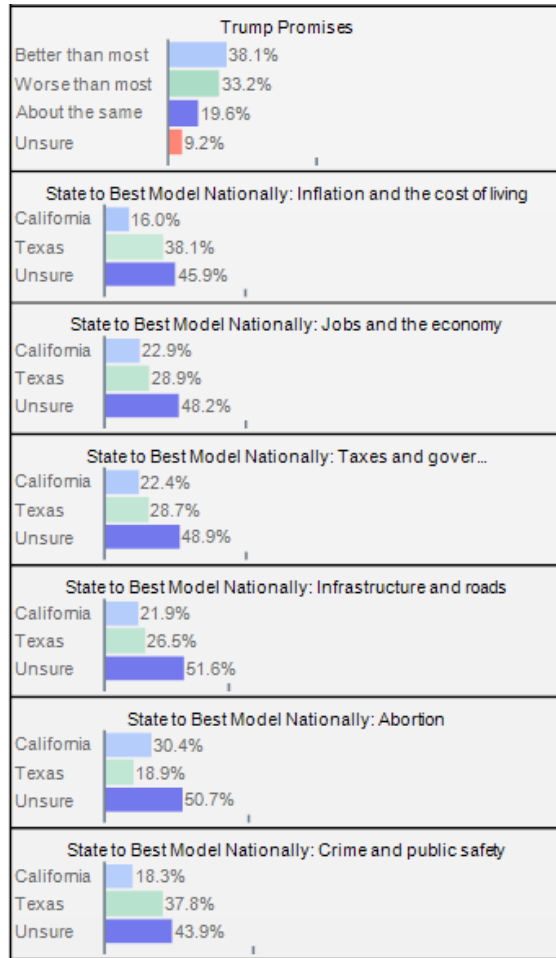 Trump Promises
Better than most 38.1%
Worse than most 33.2%
About the same 19.6%
Unsure 9.2%
State to Best Model Nationally: Inflation and the cost of living
California 16.0%
Texas 38.1%
Unsure 45.9%
State to Best Model Nationally: Jobs and the economy
California 22.9%
Texas 28.9%
Unsure 48.2%
State to Best Model Nationally: Taxes and gover...
California 22.4%
Texas 28.7%
Unsure 48.9%
State to Best Model Nationally: Infrastructure and roads
California 21.9%
Texas 26.5%
Unsure 51.6%
State to Best Model Nationally: Abortion
California 30.4%
Texas 18.9%
Unsure 50.7%
State to Best Model Nationally: Crime and public safety
California 18.3%
Texas 37.8%
Unsure 43.9%